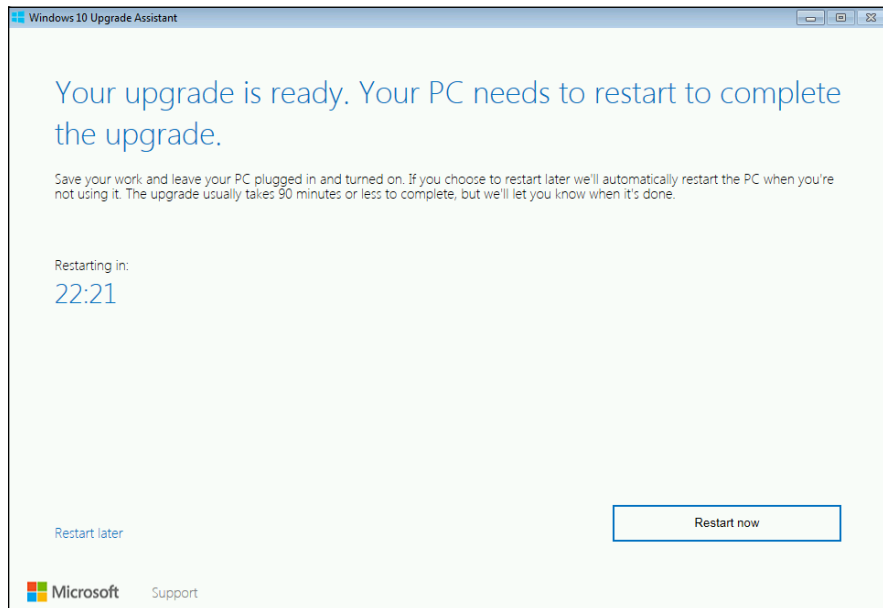 Windows 10 Upgrade Assistant
Your upgrade is ready. Your PC needs to restart to complete
the upgrade.
Save your work and leave your PC plugged in and turned on. If you choose to restart later we'll automatically restart the PC when you're
not using it. The upgrade usually takes 90 minutes or less to complete, but we'll let you know when it's done.
Restarting in:
22:21
Restart later
Restart now
Microsoft
Support